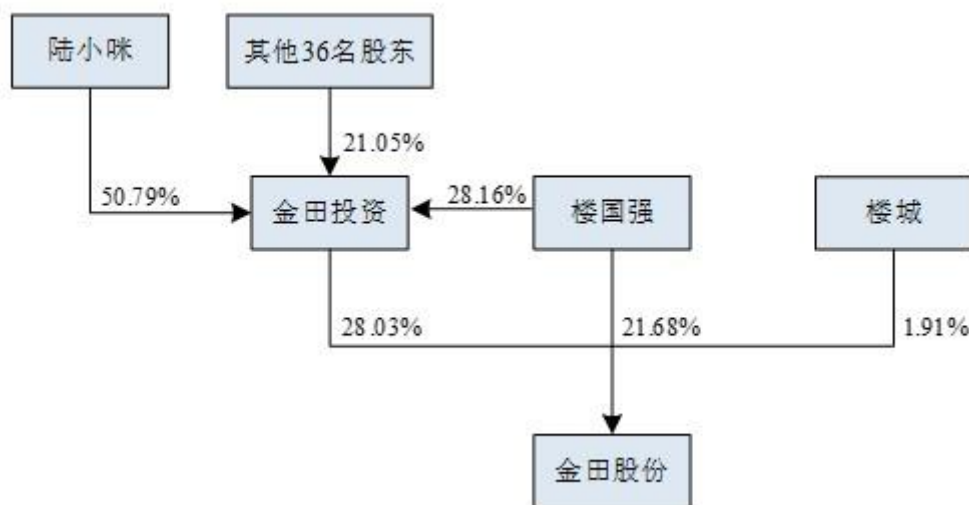 陆小咪
其他36名股东
21.05%
50.79%
28.16%
金田投资
楼国强
楼城
28.03%
21.68%
1.91%
金田股份